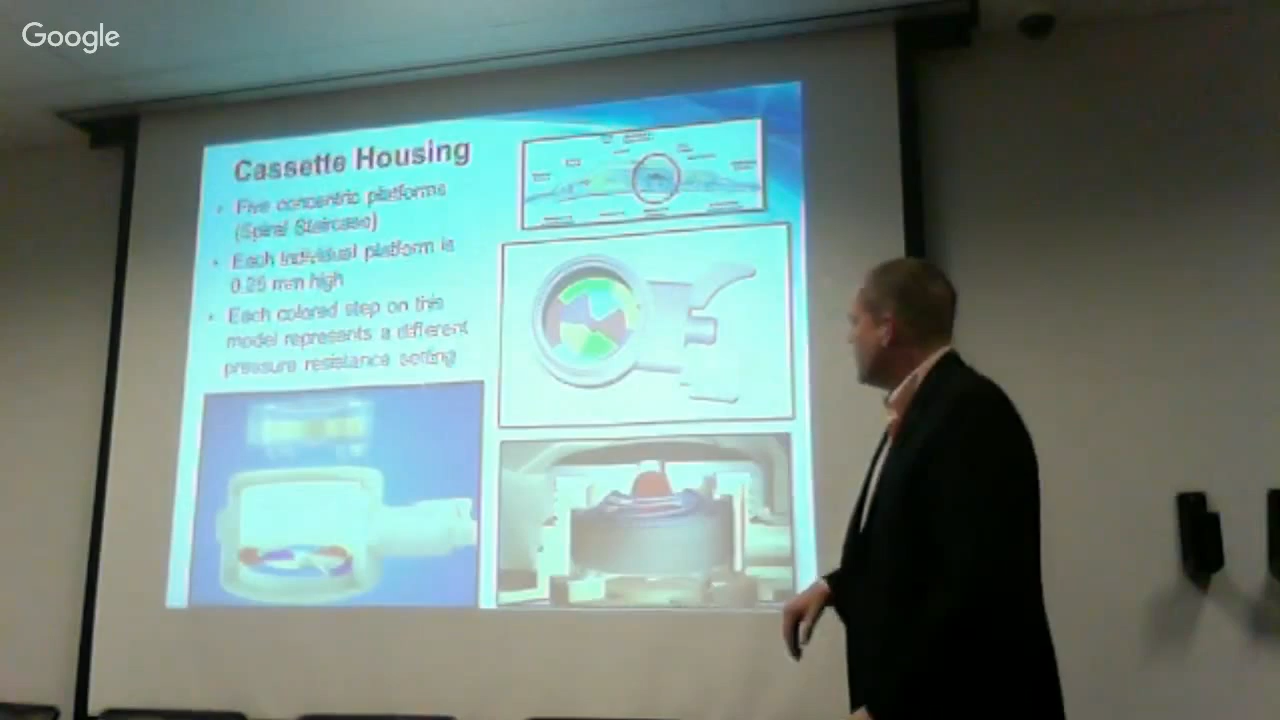 Google
Cassette Housing
• Five concentric platforms
(Spiral Staircase)
• Each individual platform is
0.25 mm high
• Each colored step on this
model represents a different
pressure resistance setting